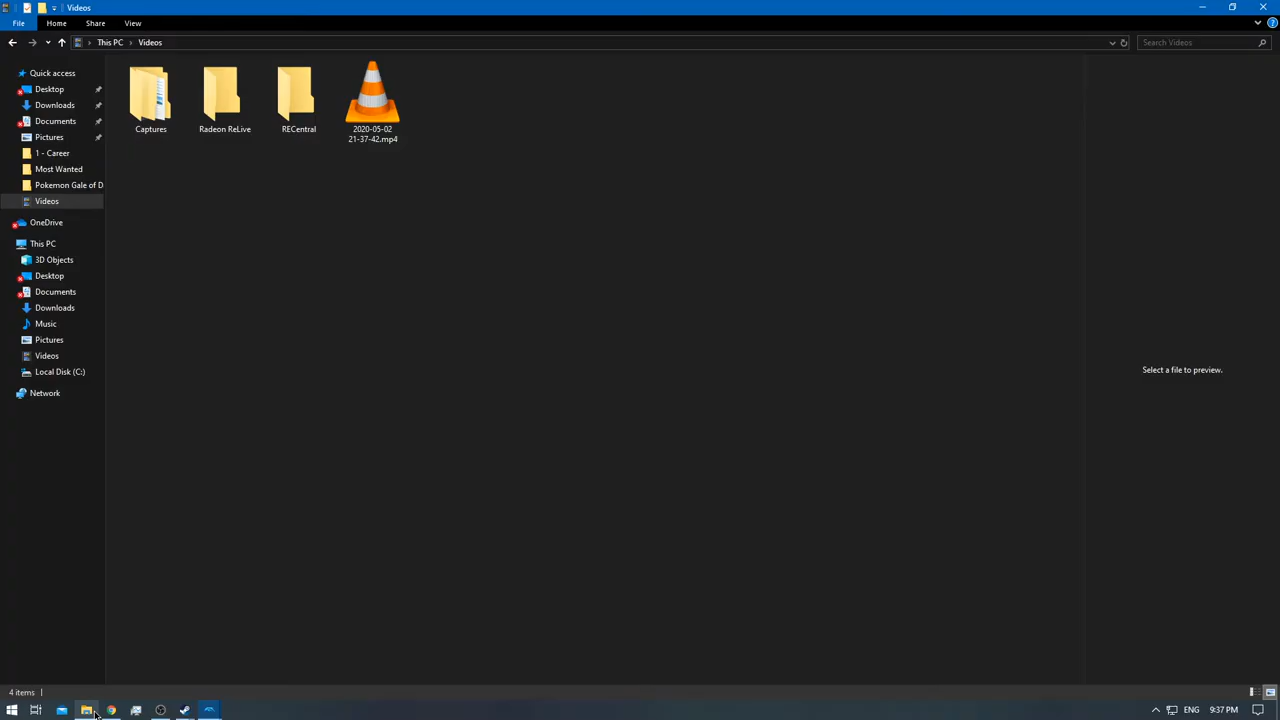 Videos
File Home Share View
This PC Videos Search Videos
Quick access
Desktop
Downloads
Documents
Pictures
1 - Career
Most Wanted
Pokemon Gale of D
Videos
OneDrive
This PC
3D Objects
Desktop
Documents
Downloads
Music
Pictures
Videos
Local Disk (C:)
Network
Captures
Radeon ReLive
RECentral
2020-05-02
21-37-42.mp4
Select a file to preview.
4 items
ENG 9:37 PM